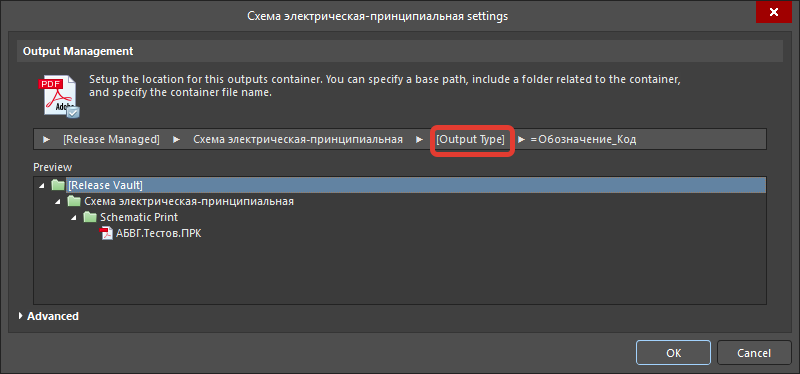 Схема электрическая-принципиальная settings
Output Management
PDF
Adobe
Setup the location for this outputs container. You can specify a base path, include a folder related to the container,
and specify the container file name.
[Release Managed] Схема электрическая-принципиальная [Output Type] =Обозначение_Код
Preview
[Release Vault]
Схема электрическая-принципиальная
Schematic Print
АБВГ.Тестов.ПРК
Advanced
OK Cancel